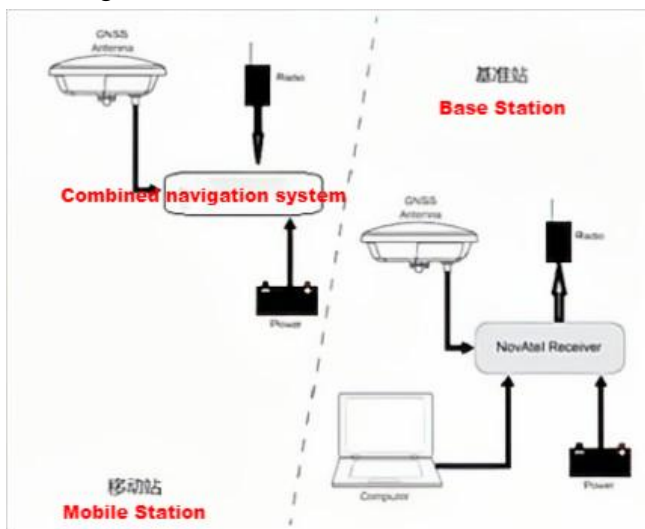 GNSS
Antenna
Radio
Combined navigation system
Power
移动站
Mobile Station
基准站
Base Station
GNSS
Antenna
Radio
NovAtel Receiver
Computer
Power